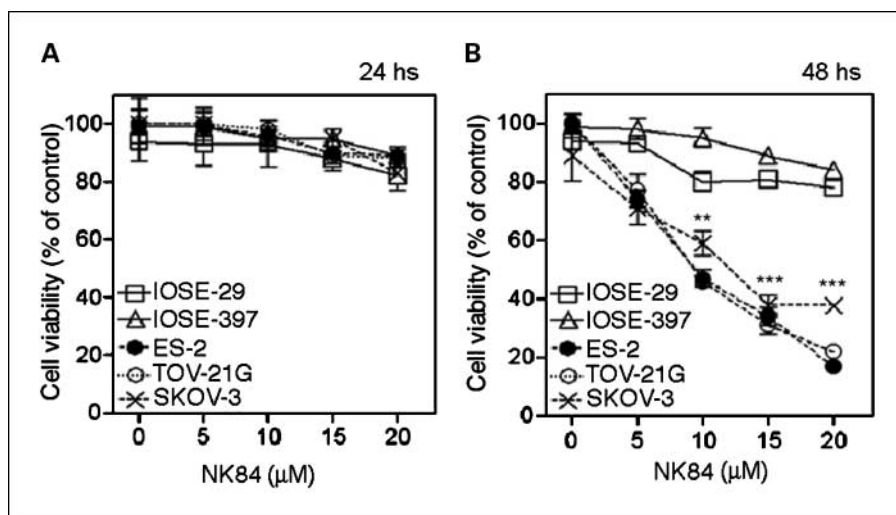 A
24 hs
Cell viability (% of control)
100
80
60
40
20
0
IOSE-29
IOSE-397
ES-2
TOV-21G
SKOV-3
0 5 10 15 20
NK84 (µM)
B
48 hs
Cell viability (% of control)
100
80
60
40
20
0
**
***
***
IOSE-29
IOSE-397
ES-2
TOV-21G
SKOV-3
0 5 10 15 20
NK84 (µM)